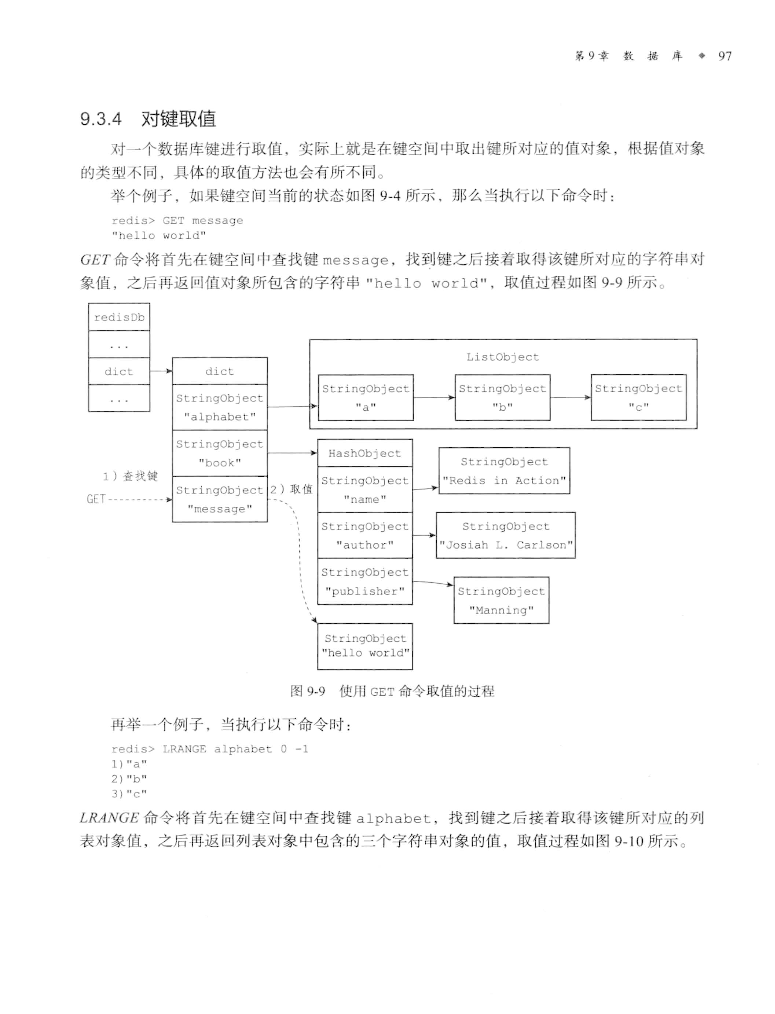 第9章 数据库 ◆ 97
9.3.4 对键取值
对一个数据库键进行取值，实际上就是在键空间中取出键所对应的值对象，根据值对象
的类型不同，具体的取值方法也会有所不同。
举个例子，如果键空间当前的状态如图 9-4 所示，那么当执行以下命令时：
redis> GET message
"hello world"
GET 命令将首先在键空间中查找键 message，找到键之后接着取得该键所对应的字符串对
象值，之后再返回值对象所包含的字符串 "hello world"，取值过程如图 9-9 所示。
redisDb
...
dict
...
dict
StringObject
"alphabet"
StringObject
"book"
StringObject
"message"
1）查找键
GET
2）取值
ListObject
StringObject
"a"
StringObject
"b"
StringObject
"c"
HashObject
StringObject
"name"
StringObject
"author"
StringObject
"publisher"
StringObject
"Redis in Action"
StringObject
"Josiah L. Carlson"
StringObject
"Manning"
StringObject
"hello world"
图 9-9 使用 GET 命令取值的过程
再举一个例子，当执行以下命令时：
redis> LRANGE alphabet 0 -1
1)"a"
2)"b"
3)"c"
LRANGE 命令将首先在键空间中查找键 alphabet，找到键之后接着取得该键所对应的列
表对象值，之后再返回列表对象中包含的三个字符串对象的值，取值过程如图 9-10 所示。